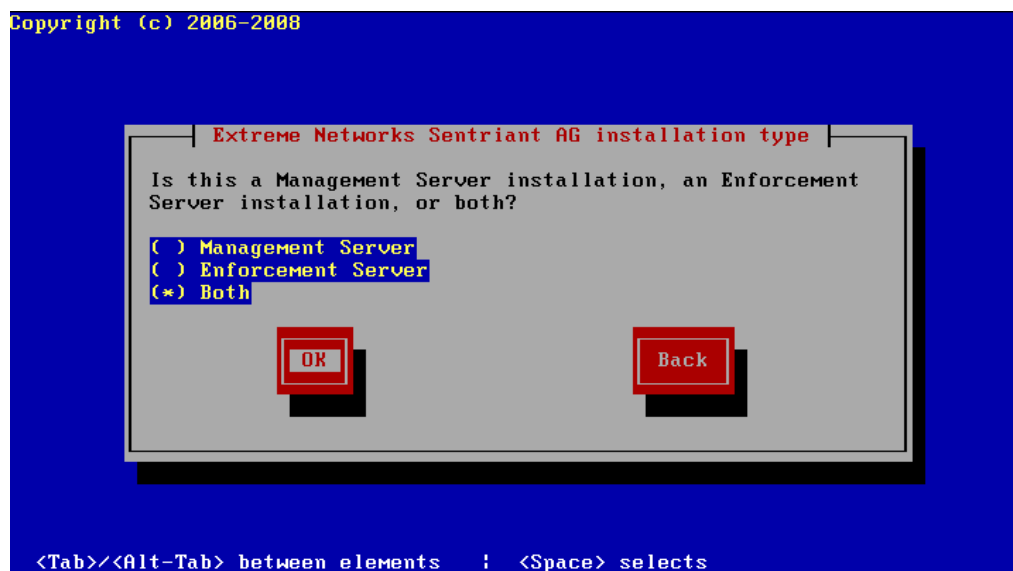 Copyright (c) 2006-2008
Extreme Networks Sentriant AG installation type
Is this a Management Server installation, an Enforcement
Server installation, or both?
( ) Management Server
( ) Enforcement Server
(*) Both
OK Back
<Tab>/<Alt-Tab> between elements ¦ <Space> selects